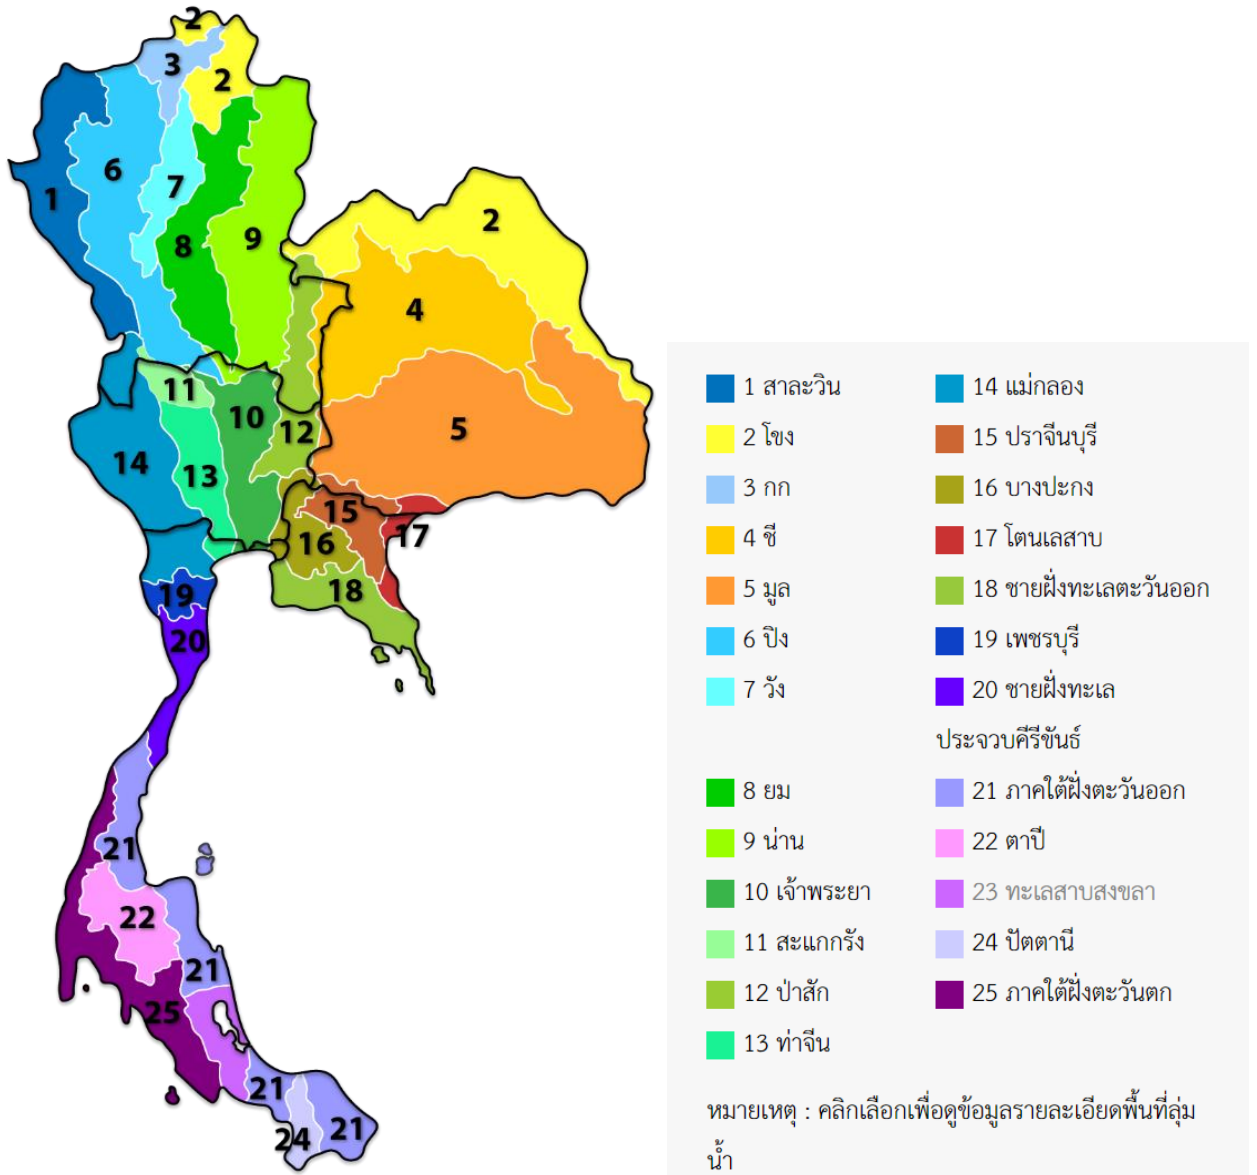 2
3
2
6
1
7
2
9
8
4
11
10
12
5
14
13
15
17
16
18
19
20
21
22
21
25
21
21
24
1 สาละวิน
2 โขง
3 กก
4 ชี
5 มูล
6 ปิง
7 วัง
8 ยม
9 น่าน
10 เจ้าพระยา
11 สะแกกรัง
12 ป่าสัก
13 ท่าจีน
14 แม่กลอง
15 ปราจีนบุรี
16 บางปะกง
17 โตนเลสาบ
18 ชายฝั่งทะเลตะวันออก
19 เพชรบุรี
20 ชายฝั่งทะเล
ประจวบคีรีขันธ์
21 ภาคใต้ฝั่งตะวันออก
22 ตาปี
23 ทะเลสาบสงขลา
24 ปัตตานี
25 ภาคใต้ฝั่งตะวันตก
หมายเหตุ : คลิกเลือกเพื่อดูข้อมูลรายละเอียดพื้นที่ลุ่ม
น้ำ